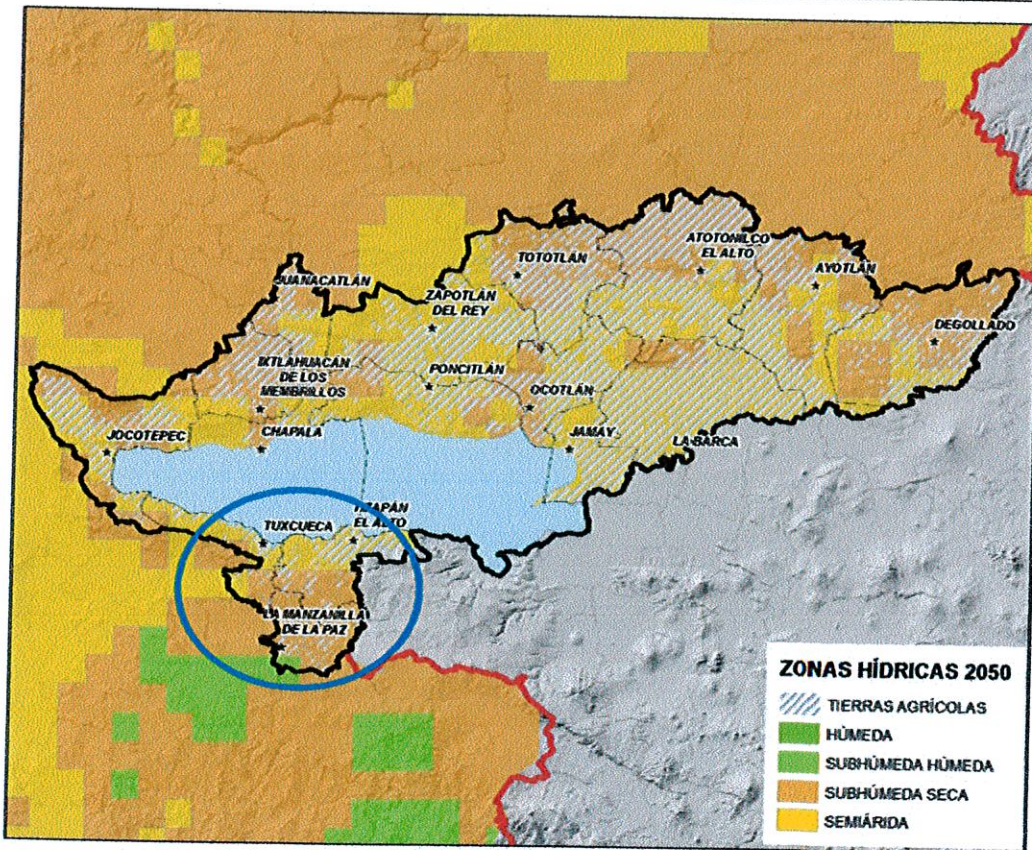 TOTOTLÁN
ATOTONILCO
EL ALTO
AYOTLÁN
JUANACATLÁN
ZAPOTLÁN
DEL REY
DEGOLLADO
IXTLAHUACÁN
DE LOS
MEMBRILLOS
PONCITLÁN
OCOTLÁN
JOCOTEPEC
CHAPALA
JAMAY
LA BARCA
TUXCUECA
TIZAPÁN
EL ALTO
LA MANZANILLA
DE LA PAZ
ZONAS HÍDRICAS 2050
TIERRAS AGRÍCOLAS
HÚMEDA
SUBHÚMEDA HÚMEDA
SUBHÚMEDA SECA
SEMIÁRIDA